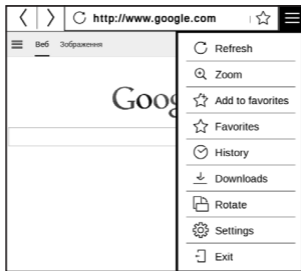 http://www.google.com
Веб Зображення
Goog
Refresh
Zoom
Add to favorites
Favorites
History
Downloads
Rotate
Settings
Exit